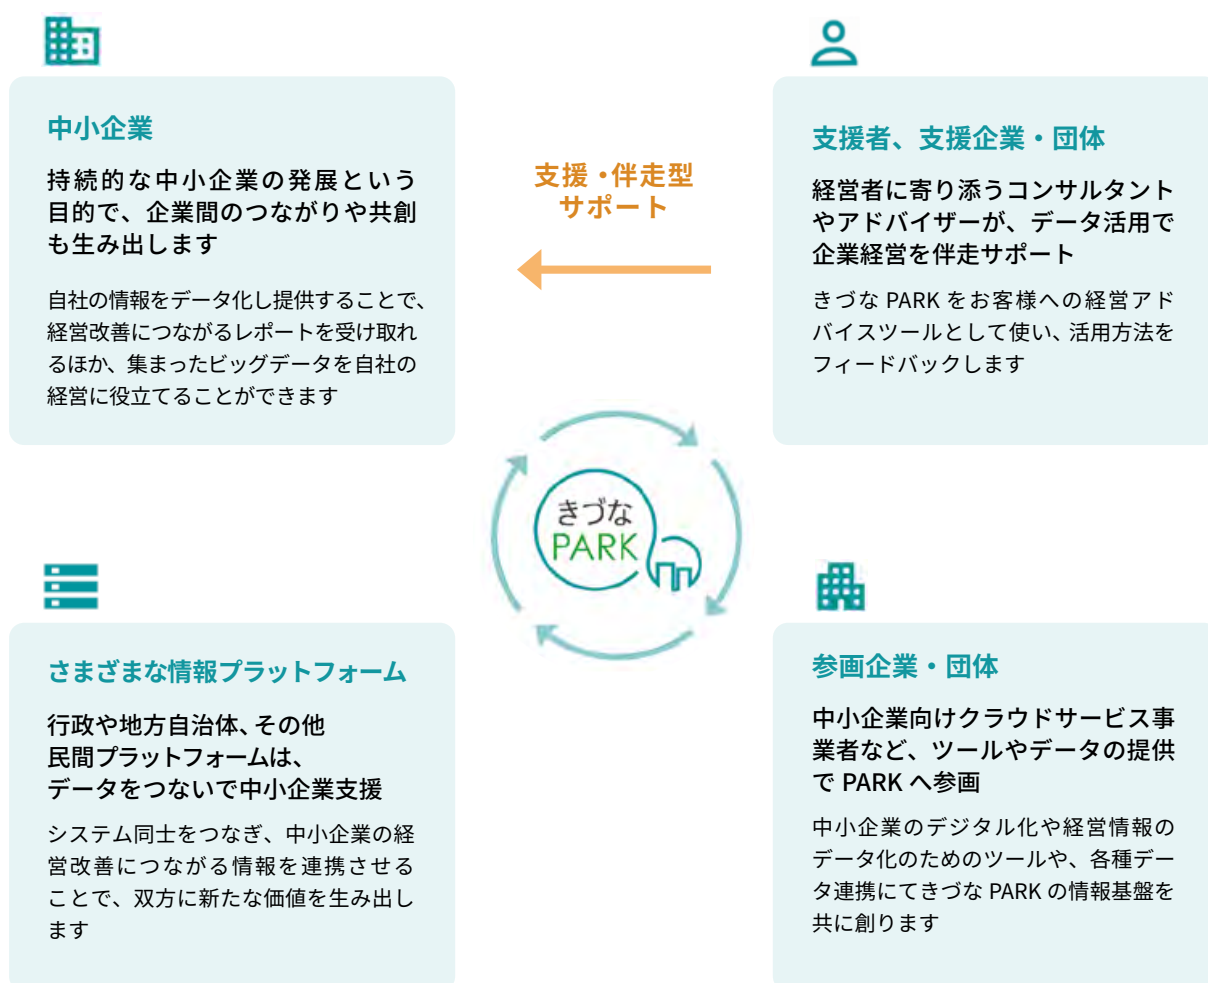 中小企業
持続的な中小企業の発展という
目的で、企業間のつながりや共創
も生み出します
自社の情報をデータ化し提供することで、
経営改善につながるレポートを受け取れ
るほか、集まったビッグデータを自社の
経営に役立てることができます
支援・伴走型
サポート
支援者、支援企業・団体
経営者に寄り添うコンサルタント
やアドバイザーが、データ活用で
企業経営を伴走サポート
きづな PARK をお客様への経営アド
バイスツールとして使い、活用方法を
フィードバックします
きづな
PARK
さまざまな情報プラットフォーム
行政や地方自治体、その他
民間プラットフォームは、
データをつないで中小企業支援
システム同士をつなぎ、中小企業の経
営改善につながる情報を連携させる
ことで、双方に新たな価値を生み出し
ます
参画企業・団体
中小企業向けクラウドサービス事
業者など、ツールやデータの提供
で PARK へ参画
中小企業のデジタル化や経営情報の
データ化のためのツールや、各種デー
タ連携にてきづな PARK の情報基盤を
共に創ります